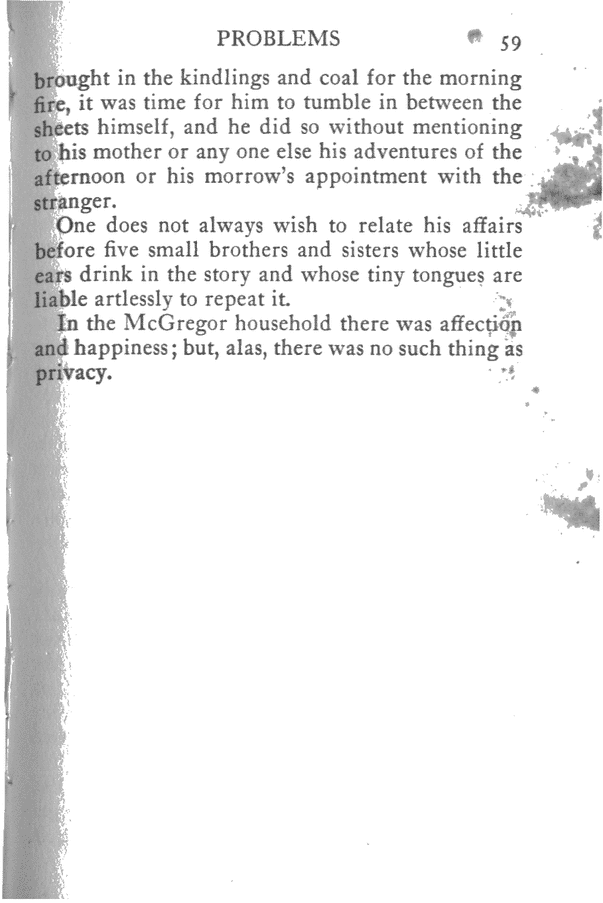 PROBLEMS 59
brought in the kindlings and coal for the morning
fire, it was time for him to tumble in between the
sheets himself, and he did so without mentioning
to his mother or any one else his adventures of the
afternoon or his morrow's appointment with the
stranger.
One does not always wish to relate his affairs
before five small brothers and sisters whose little
ears drink in the story and whose tiny tongues are
liable artlessly to repeat it.
In the McGregor household there was affection
and happiness; but, alas, there was no such thing as
privacy.